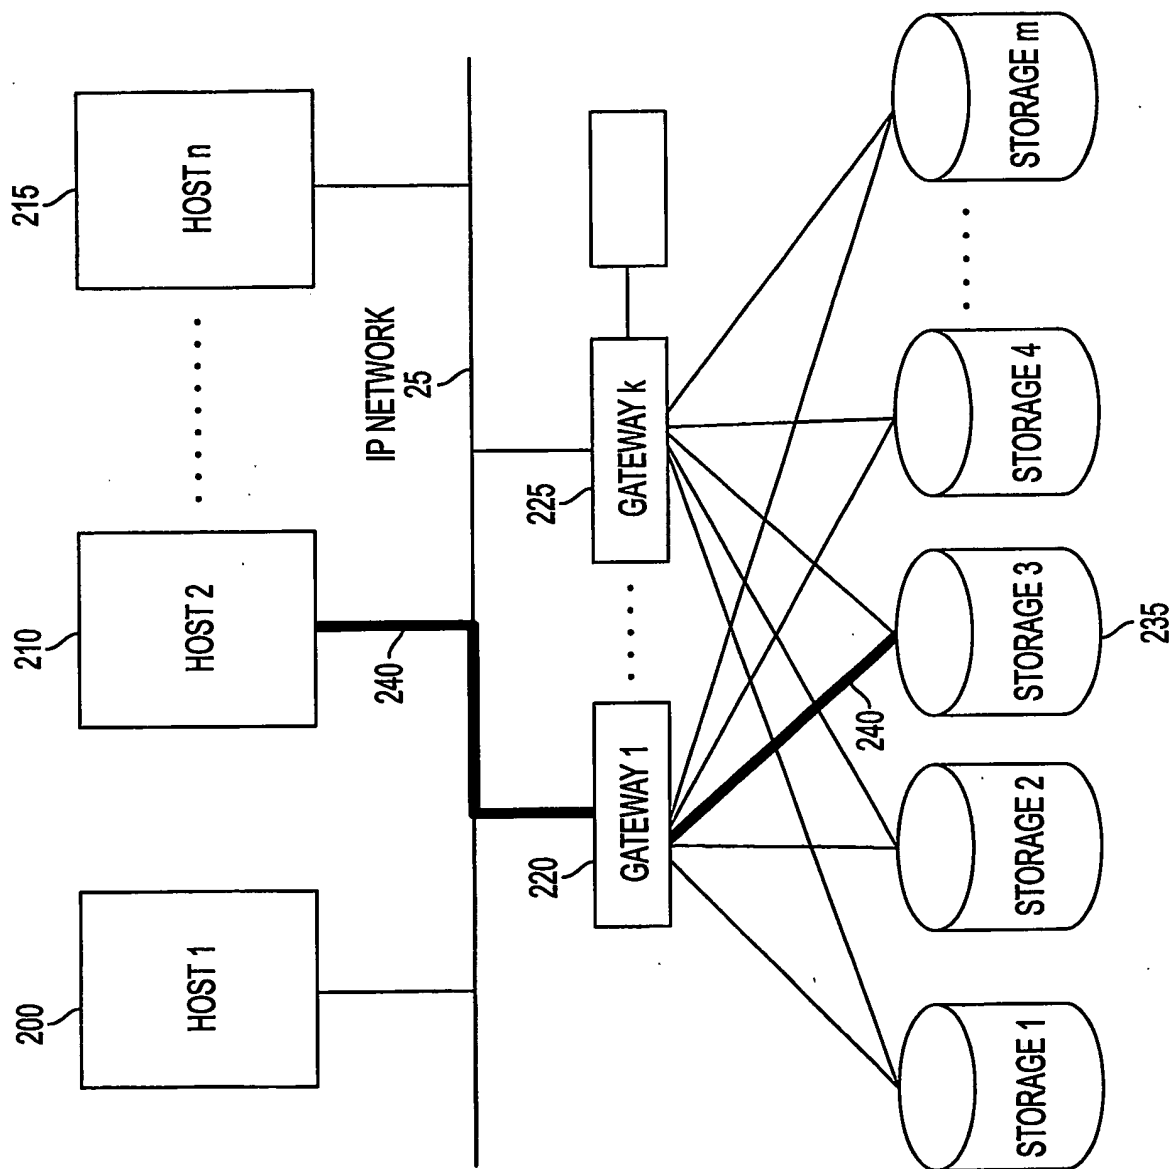 215
HOST n
210
HOST 2
200
HOST 1
IP NETWORK
25
240
225
GATEWAY k
220
GATEWAY 1
240
STORAGE m
STORAGE 4
STORAGE 3
235
STORAGE 2
STORAGE 1